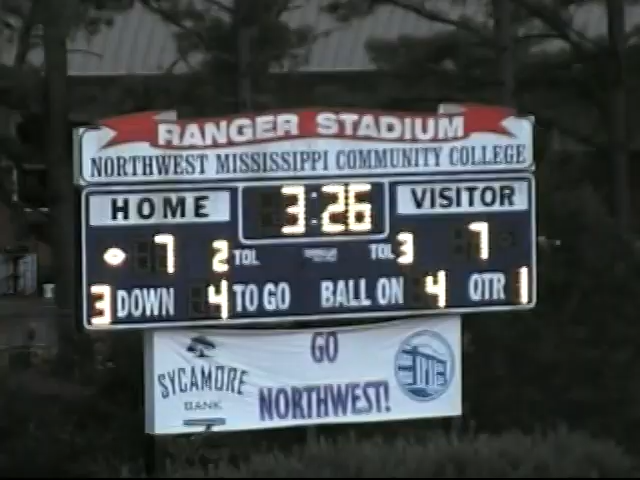 RANGER STADIUM
NORTHWEST MISSISSIPPI COMMUNITY COLLEGE
HOME 3:26 VISITOR
7 2 TOL TOL 3 7
3 DOWN 4 TO GO BALL ON 4 QTR 1
SYCAMORE
BANK
GO
NORTHWEST!